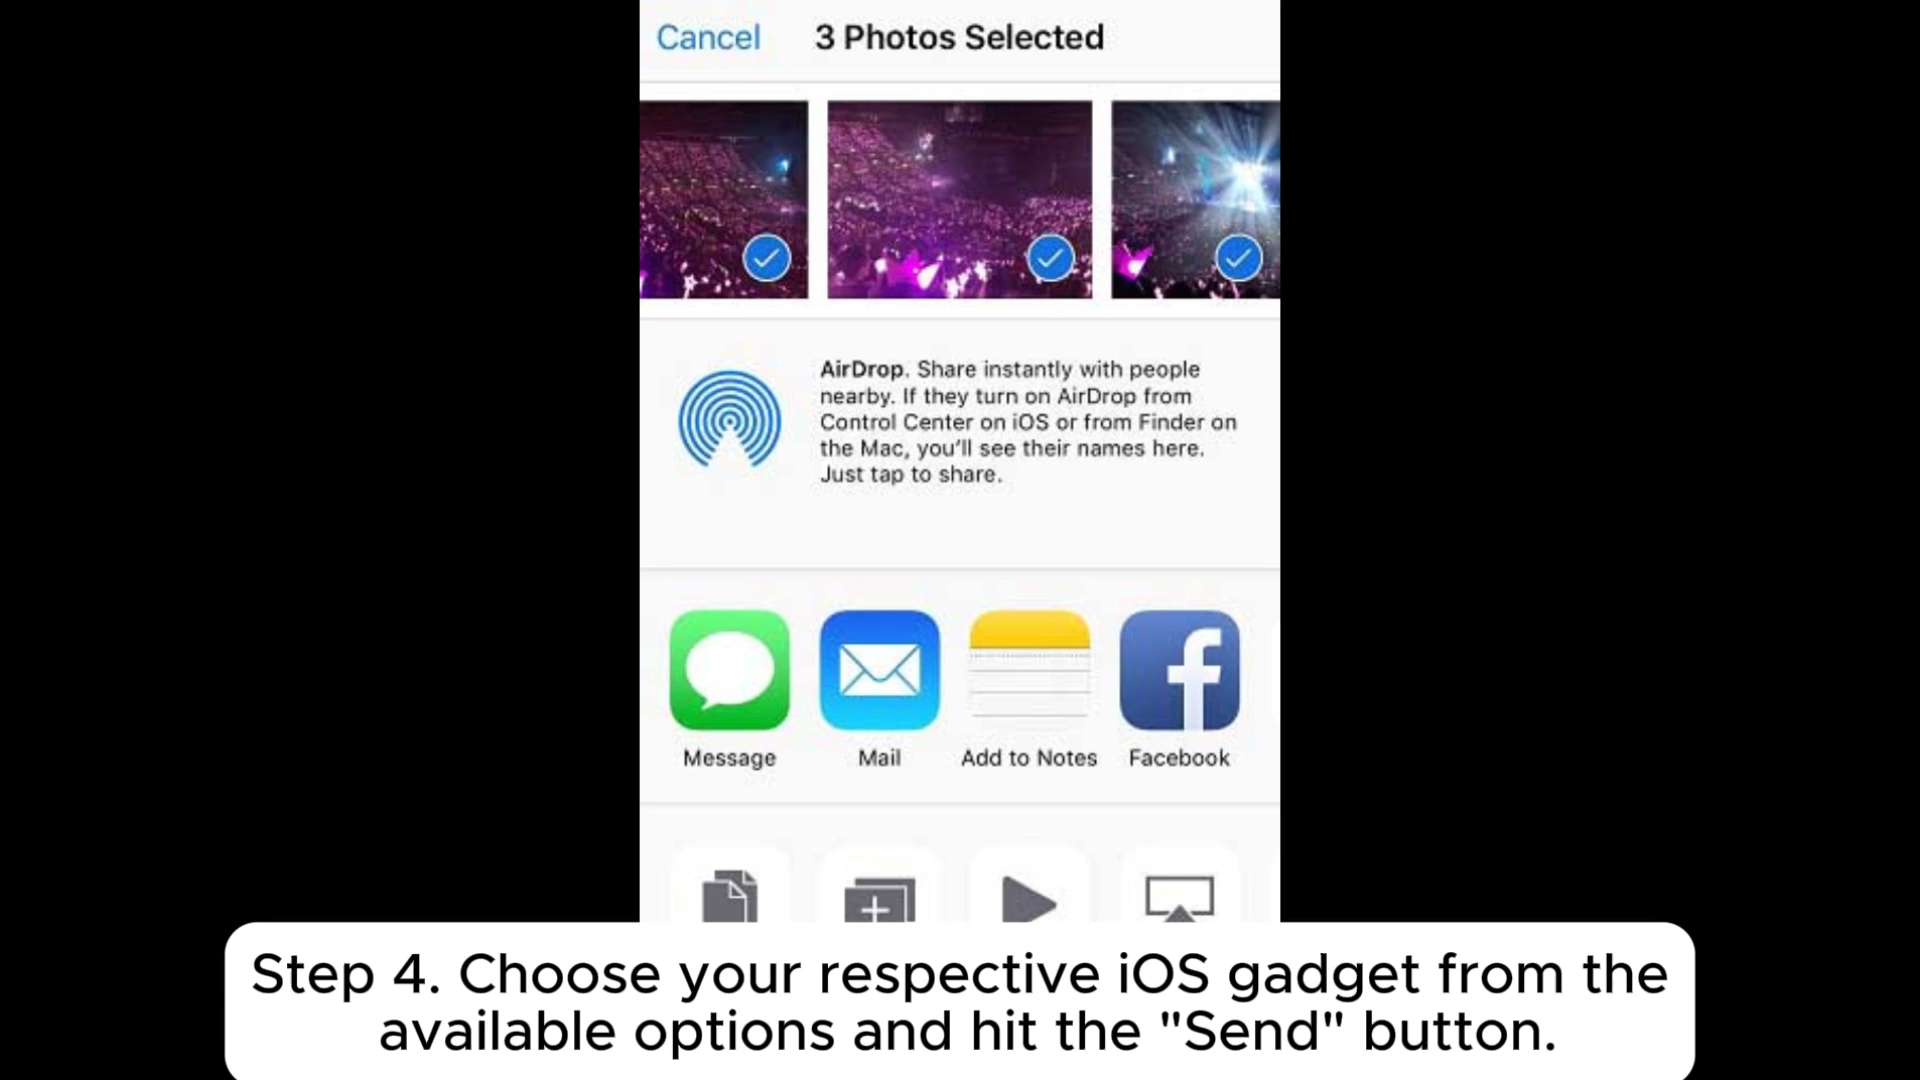 Cancel 3 Photos Selected
AirDrop. Share instantly with people
nearby. If they turn on AirDrop from
Control Center on iOS or from Finder on
the Mac, you'll see their names here.
Just tap to share.
Message Mail Add to Notes Facebook
Step 4. Choose your respective iOS gadget from the
available options and hit the "Send" button.